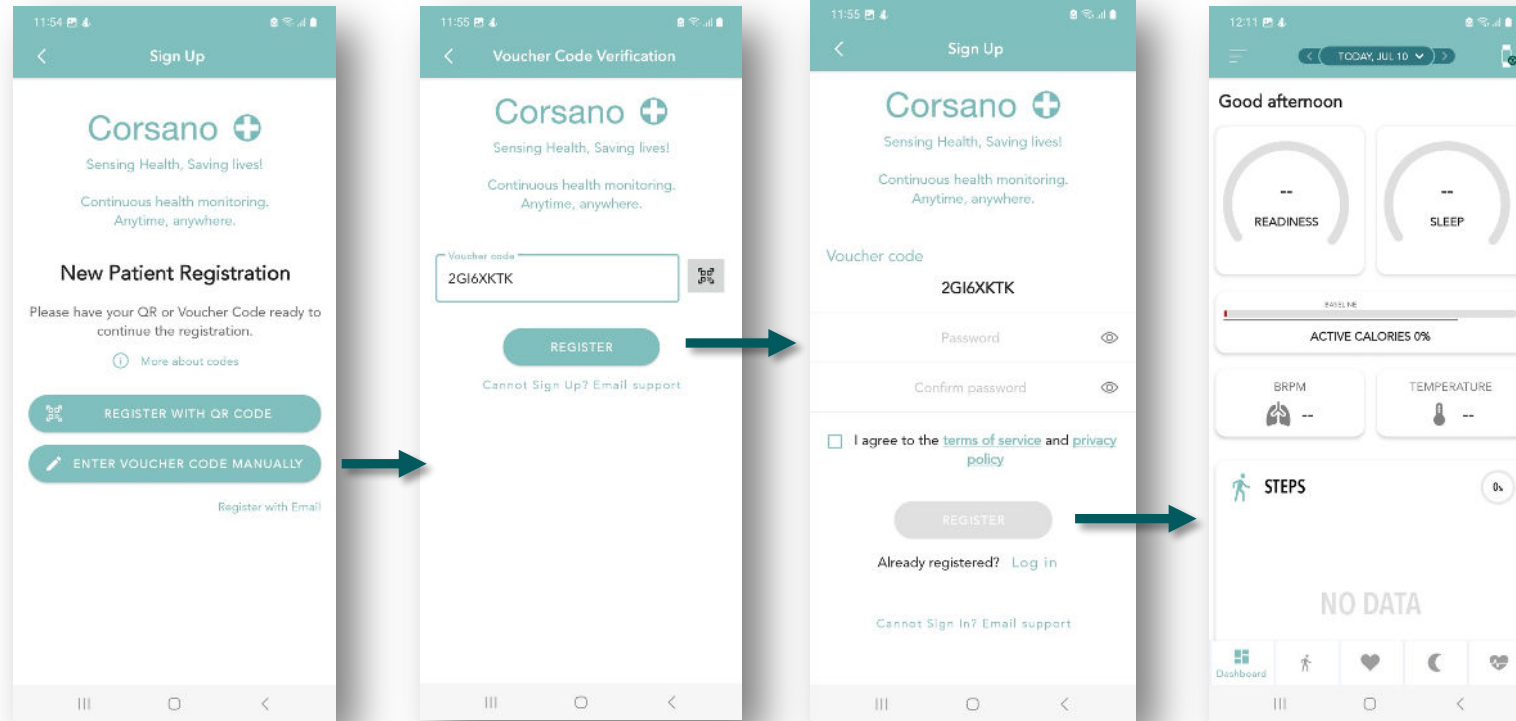 11:54
Sign Up
Corsano
Sensing Health, Saving lives!
Continuous health monitoring.
Anytime, anywhere.
New Patient Registration
Please have your QR or Voucher Code ready to
continue the registration.
More about codes
REGISTER WITH QR CODE
ENTER VOUCHER CODE MANUALLY
Register with Email
11:55
Voucher Code Verification
Corsano
Sensing Health, Saving lives!
Continuous health monitoring.
Anytime, anywhere.
Voucher code
2GI6XKTK
REGISTER
Cannot Sign Up? Email support
11:55
Sign Up
Corsano
Sensing Health, Saving lives!
Continuous health monitoring.
Anytime, anywhere.
Voucher code
2GI6XKTK
Password
Confirm password
I agree to the terms of service and privacy
policy
REGISTER
Already registered? Log in
Cannot Sign In? Email support
12:11
TODAY, JUL 10
Good afternoon
--
READINESS
--
SLEEP
BASELINE
ACTIVE CALORIES 0%
BRPM
--
TEMPERATURE
--
STEPS
0%
NO DATA
Dashboard